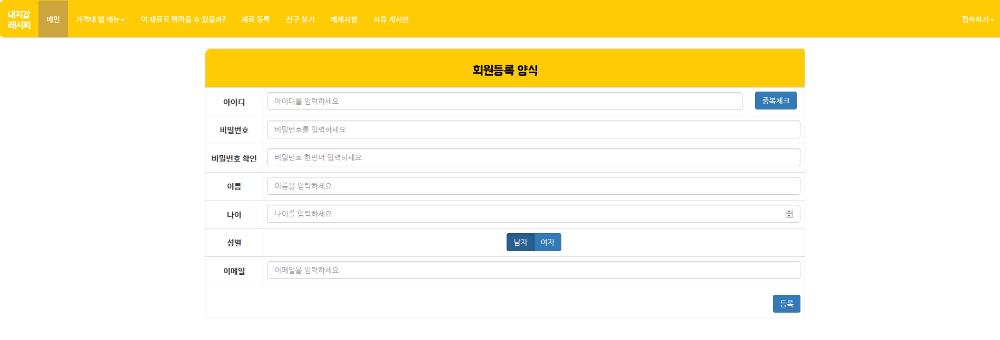 내지갑
레시피
메인
가격대 별 메뉴
이 재료로 뭐먹을 수 있을까?
재료 등록
친구 찾기
메세지함
자유 게시판
접속하기
회원등록 양식
아이디
아이디를 입력하세요
중복체크
비밀번호
비밀번호를 입력하세요
비밀번호 확인
비밀번호 한번더 입력하세요
이름
이름을 입력하세요
나이
나이를 입력하세요
성별
남자
여자
이메일
이메일을 입력하세요
등록